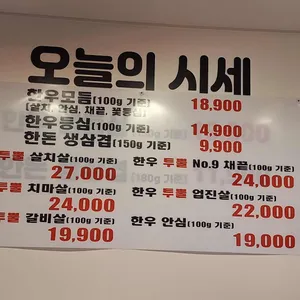 오늘의 시세
한우모듬(100g 기준) 18,900
(살치, 안심, 채끝, 꽃등심)
한우등심(100g 기준) 14,900
한돈 생삼겹(150g 기준) 9,900
투뿔 살치살(100g 기준) 한우 투뿔 No.9 채끝(100g 기준)
27,000 24,000
투뿔 치마살(100g 기준) 한우 투뿔 업진살(100g 기준)
24,000 22,000
투뿔 갈비살(100g 기준) 한우 안심(100g 기준)
19,900 19,000